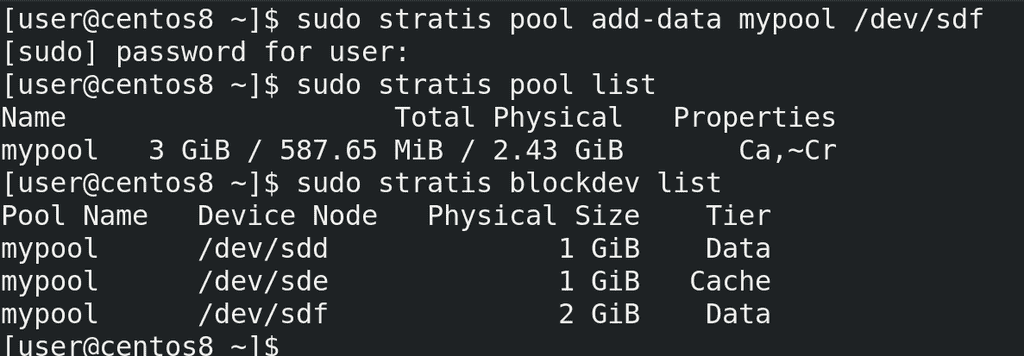 [user@centos8 ~]$ sudo stratis pool add-data mypool /dev/sdf
[sudo] password for user:
[user@centos8 ~]$ sudo stratis pool list
Name                    Total Physical   Properties
mypool   3 GiB / 587.65 MiB / 2.43 GiB       Ca,~Cr
[user@centos8 ~]$ sudo stratis blockdev list
Pool Name   Device Node   Physical Size    Tier
mypool      /dev/sdd              1 GiB    Data
mypool      /dev/sde              1 GiB   Cache
mypool      /dev/sdf              2 GiB    Data
[user@centos8 ~]$